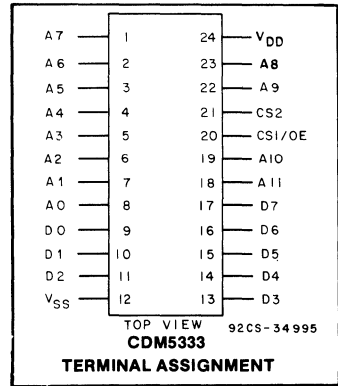 A7 1 24 VDD
A6 2 23 A8
A5 3 22 A9
A4 4 21 CS2
A3 5 20 CS1/OE
A2 6 19 A10
A1 7 18 A11
A0 8 17 D7
D0 9 16 D6
D1 10 15 D5
D2 11 14 D4
VSS 12 13 D3
TOP VIEW 92CS-34995
CDM5333
TERMINAL ASSIGNMENT